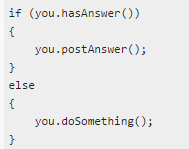 if (you.hasAnswer())
{
    you.postAnswer();
}
else
{
    you.doSomething();
}